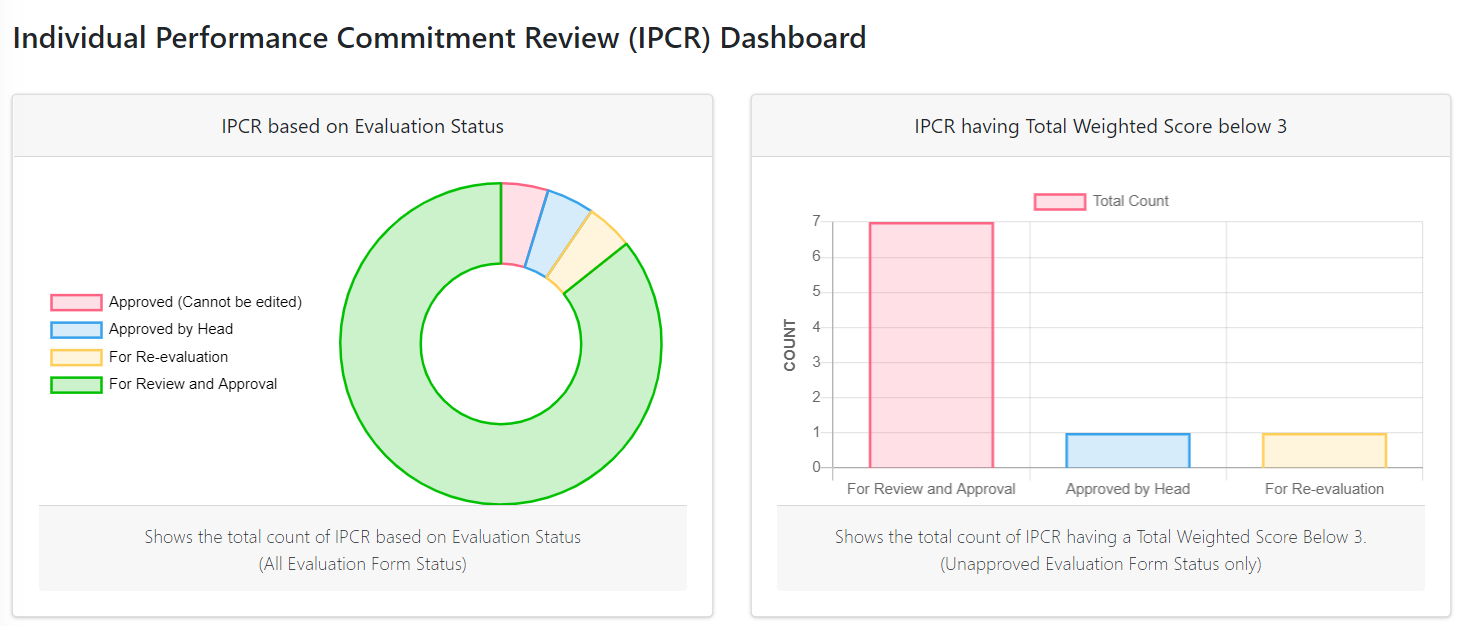 Individual Performance Commitment Review (IPCR) Dashboard
IPCR based on Evaluation Status
Approved (Cannot be edited)
Approved by Head
For Re-evaluation
For Review and Approval
Shows the total count of IPCR based on Evaluation Status
(All Evaluation Form Status)
IPCR having Total Weighted Score below 3
Total Count
COUNT
7
6
5
4
3
2
1
0
For Review and Approval
Approved by Head
For Re-evaluation
Shows the total count of IPCR having a Total Weighted Score Below 3.
(Unapproved Evaluation Form Status only)